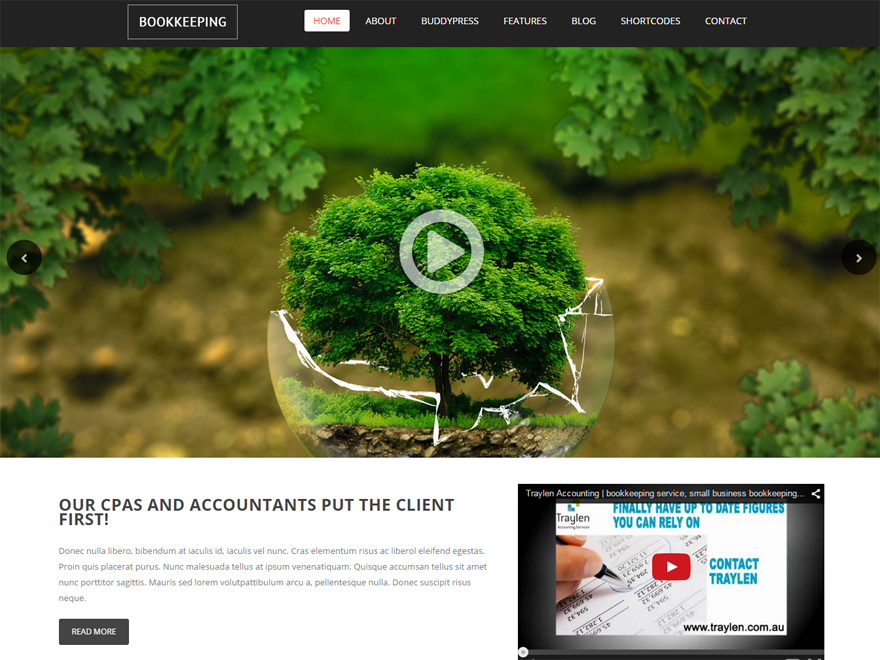 BOOKKEEPING
HOME ABOUT BUDDYPRESS FEATURES BLOG SHORTCODES CONTACT
OUR CPAS AND ACCOUNTANTS PUT THE CLIENT
FIRST!
Donec nulla libero, bibendum at iaculis id, iaculis vel nunc. Cras elementum risus ac liberol eleifend egestas.
Proin quis placerat purus. Nunc malesuada tellus at ipsum venenatiquam. Quisque accumsan tellus sit amet
nunc porttitor sagittis. Mauris sed lorem volutpattibulum arcu a, pellentesque nulla. Donec suscipit risus
neque.
READ MORE
Traylen Accounting | bookkeeping service, small business bookkeeping...
Traylen
Accounting Services
FINALLY HAVE UP TO DATE FIGURES
YOU CAN RELY ON
CONTACT
TRAYLEN
www.traylen.com.au